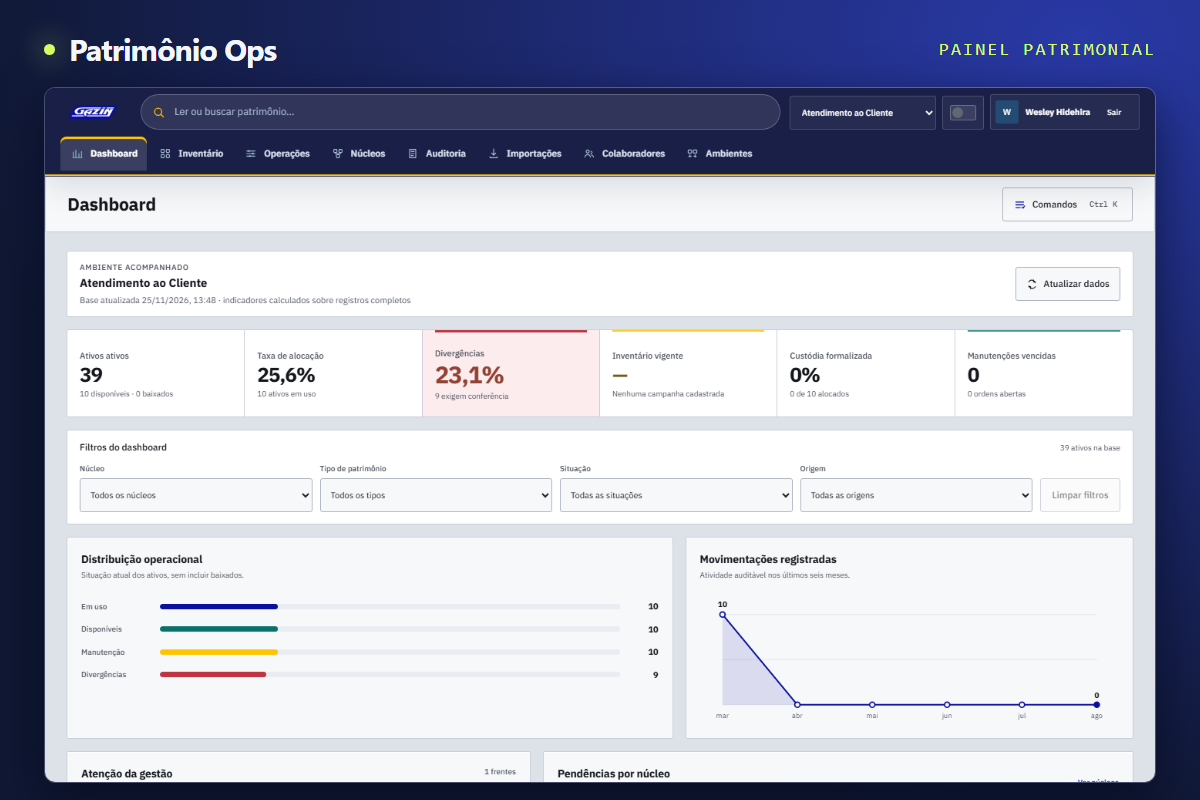 Patrimônio Ops
PAINEL PATRIMONIAL
GAZIN
Ler ou buscar patrimônio...
Atendimento ao Cliente
W
Wesley Hidehira
Sair
Dashboard
Inventário
Operações
Núcleos
Auditoria
Importações
Colaboradores
Ambientes
Dashboard
Comandos Ctrl K
AMBIENTE ACOMPANHADO
Atendimento ao Cliente
Base atualizada 25/11/2026, 13:48 · indicadores calculados sobre registros completos
Atualizar dados
Ativos ativos
39
10 disponíveis · 0 baixados
Taxa de alocação
25,6%
10 ativos em uso
Divergências
23,1%
9 exigem conferência
Inventário vigente
—
Nenhuma campanha cadastrada
Custódia formalizada
0%
0 de 10 alocados
Manutenções vencidas
0
0 ordens abertas
Filtros do dashboard
39 ativos na base
Núcleo
Todos os núcleos
Tipo de patrimônio
Todos os tipos
Situação
Todas as situações
Origem
Todas as origens
Limpar filtros
Distribuição operacional
Situação atual dos ativos, sem incluir baixados.
Em uso 10
Disponíveis 10
Manutenção 10
Divergências 9
Movimentações registradas
Atividade auditável nos últimos seis meses.
10
0
mar abr mai jun jul ago
Atenção da gestão
1 frentes
Pendências por núcleo